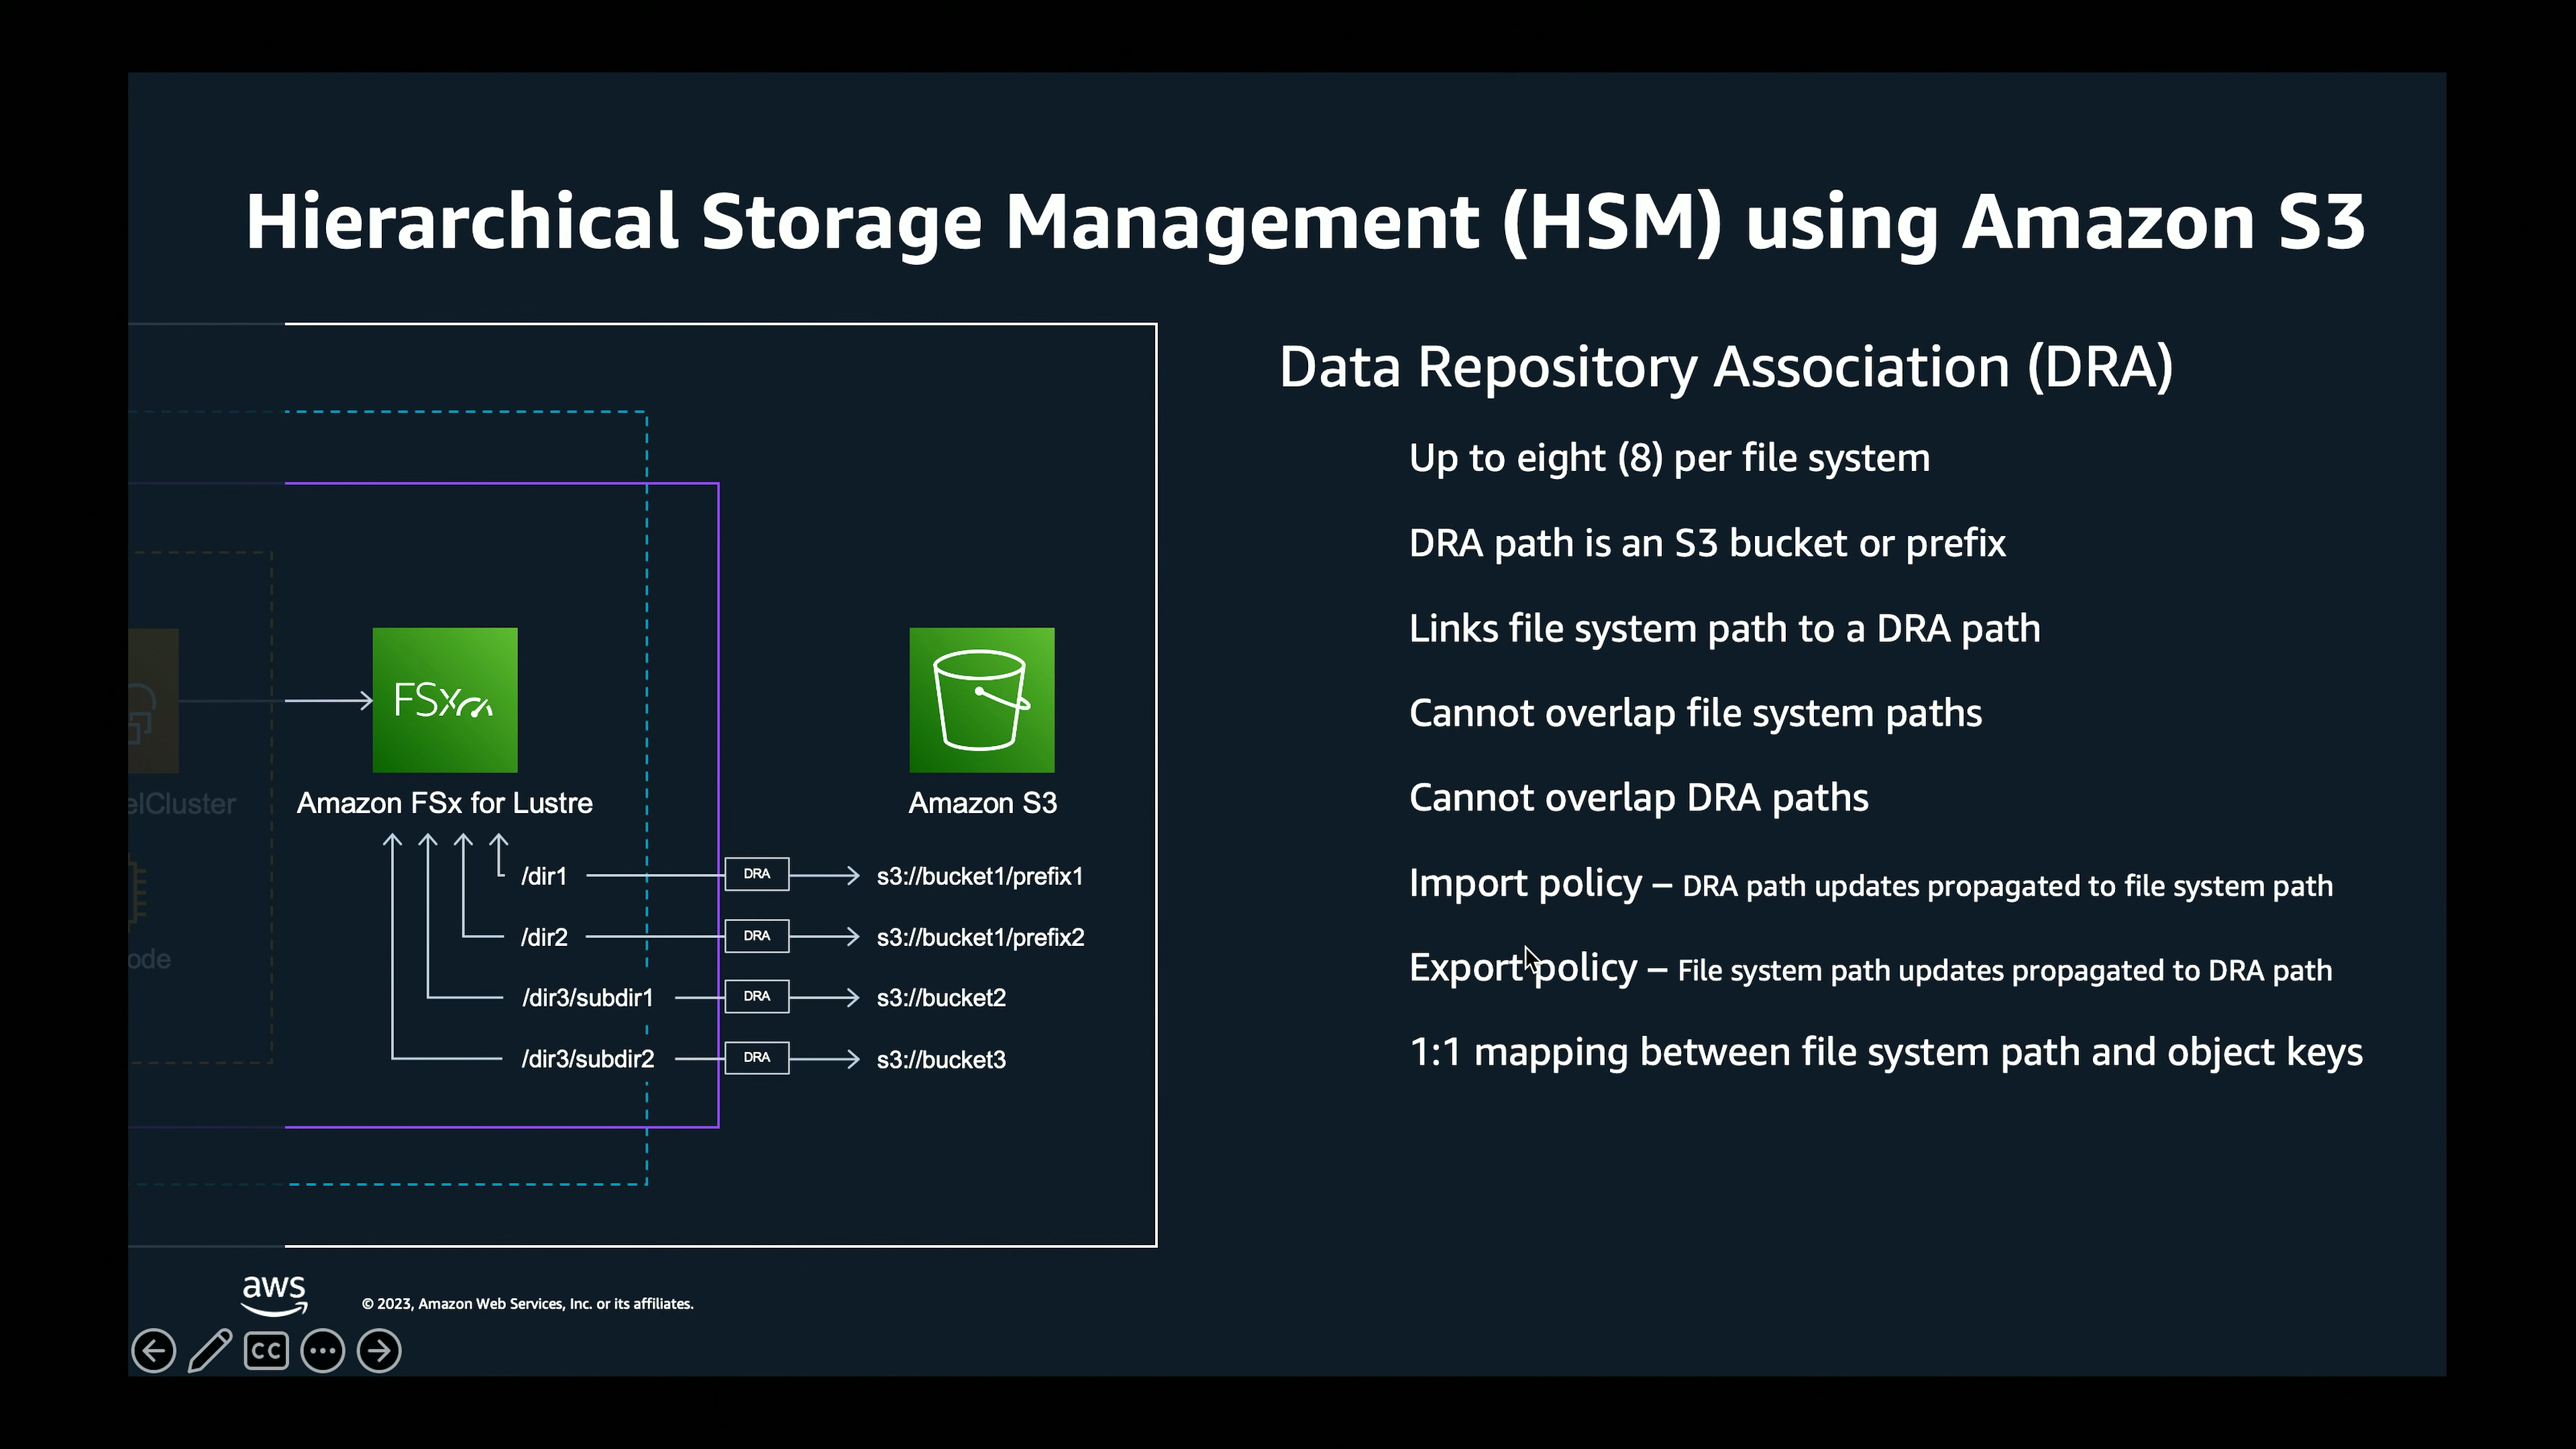 Hierarchical Storage Management (HSM) using Amazon S3
elCluster
ode
FSx
Amazon FSx for Lustre
Amazon S3
/dir1
DRA
s3://bucket1/prefix1
/dir2
DRA
s3://bucket1/prefix2
/dir3/subdir1
DRA
s3://bucket2
/dir3/subdir2
DRA
s3://bucket3
Data Repository Association (DRA)
Up to eight (8) per file system
DRA path is an S3 bucket or prefix
Links file system path to a DRA path
Cannot overlap file system paths
Cannot overlap DRA paths
Import policy – DRA path updates propagated to file system path
Export policy – File system path updates propagated to DRA path
1:1 mapping between file system path and object keys
aws
© 2023, Amazon Web Services, Inc. or its affiliates.
CC